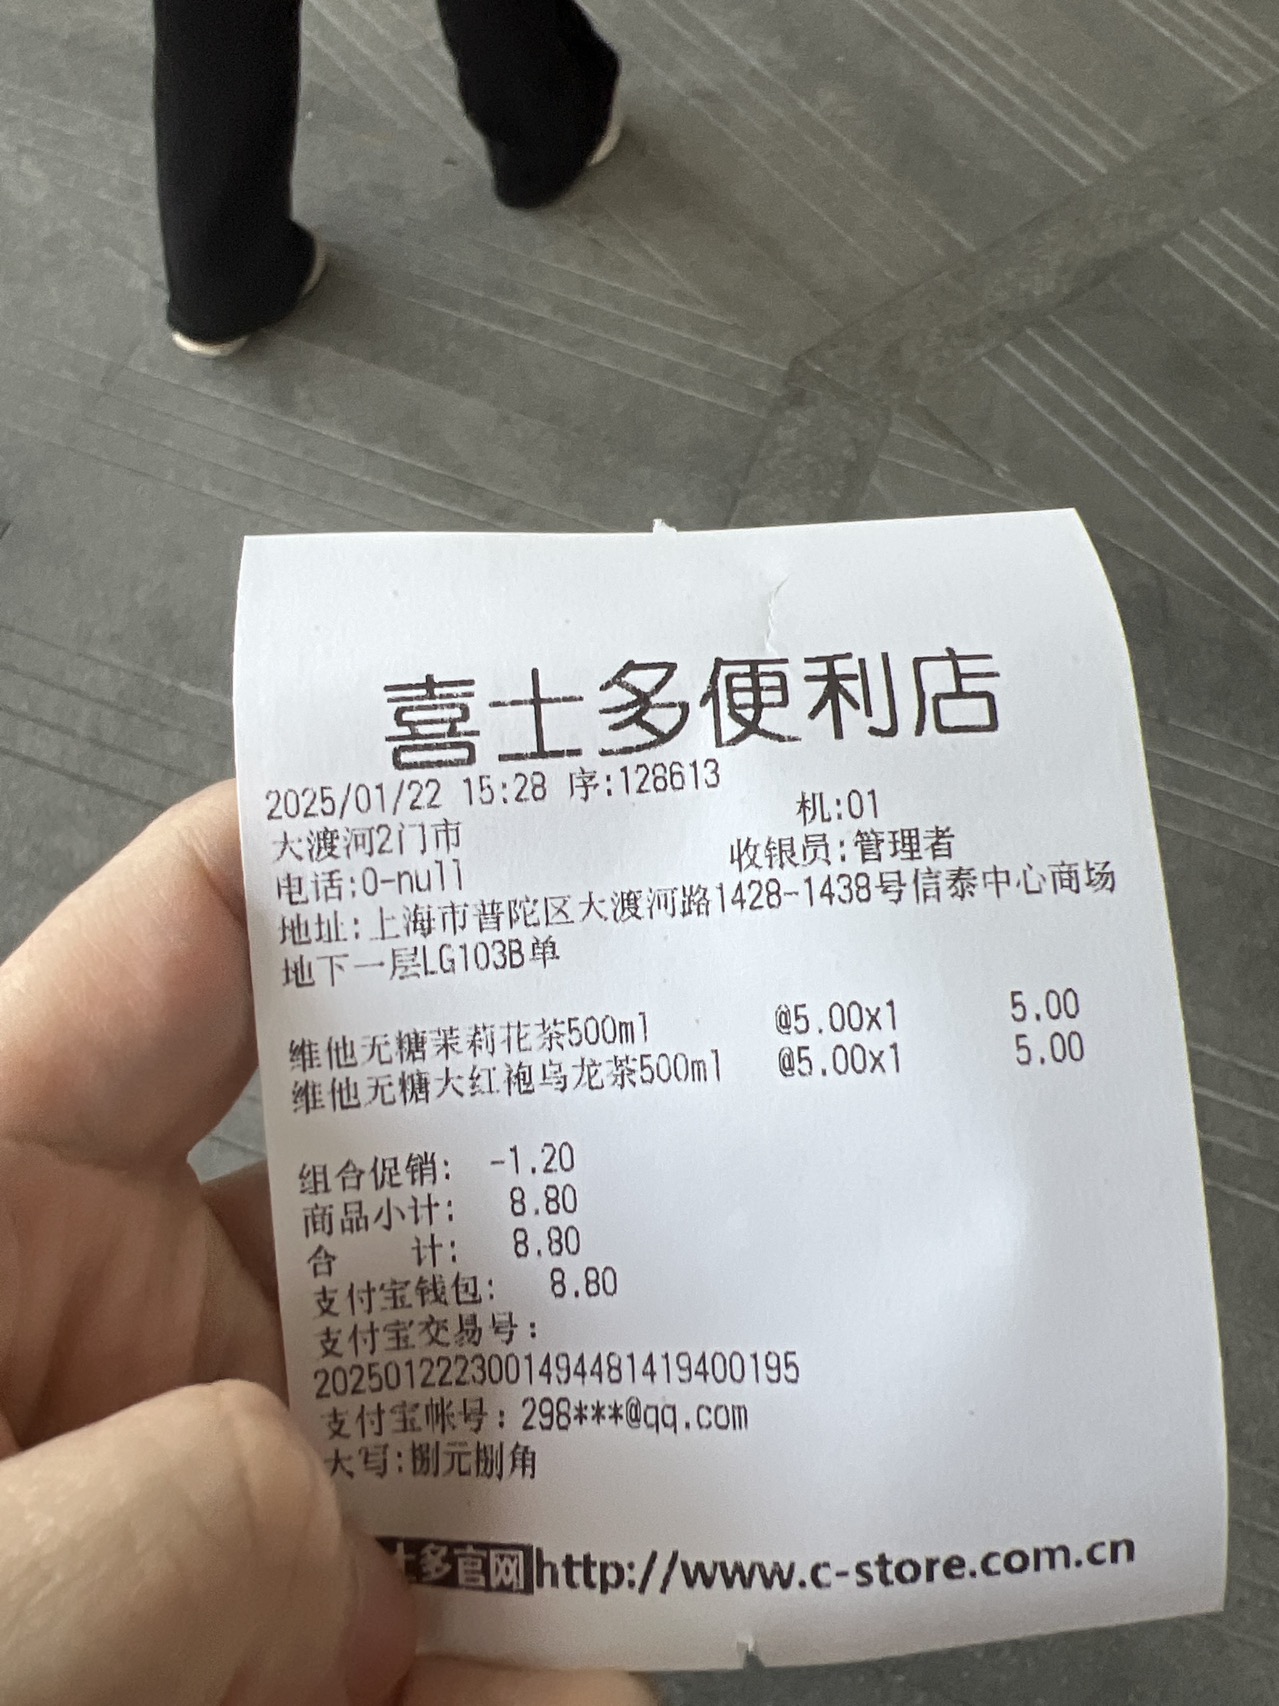 喜士多便利店
2025/01/22 15:28 序:128613
机:01
大渡河2门市
收银员:管理者
电话:0-null
地址:上海市普陀区大渡河路1428-1438号信泰中心商场
地下一层LG103B单
维他无糖茉莉花茶500ml @5.00x1 5.00
维他无糖大红袍乌龙茶500ml @5.00x1 5.00
组合促销: -1.20
商品小计: 8.80
合 计: 8.80
支付宝钱包: 8.80
支付宝交易号:
2025012223001494481419400195
支付宝帐号:298***@qq.com
大写:捌元捌角
士多官网http://www.c-store.com.cn